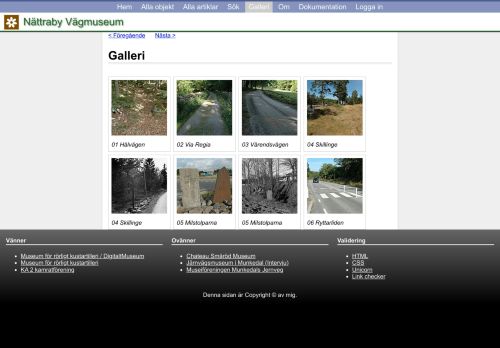 Hem Alla objekt Alla artiklar Sök Galleri Om Dokumentation Logga in
Nättraby Vägmuseum
< Föregående Nästa >
Galleri
01 Hålvägen 02 Via Regia 03 Värendsvägen 04 Skillinge
04 Skillinge 05 Milstolparna 05 Milstolparna 06 Ryttarliden
Vänner
Museum för rörligt kustartilleri / DigitaltMuseum
Museum för rörligt kustartilleri
KA 2 kamratförening
Ovänner
Chateau Småröd Museum
Järnvägsmuseum i Munkedal (Intervju)
Museiföreningen Munkedals Jernveg
Validering
HTML
CSS
Unicorn
Link checker
Denna sidan är Copyright © av mig.